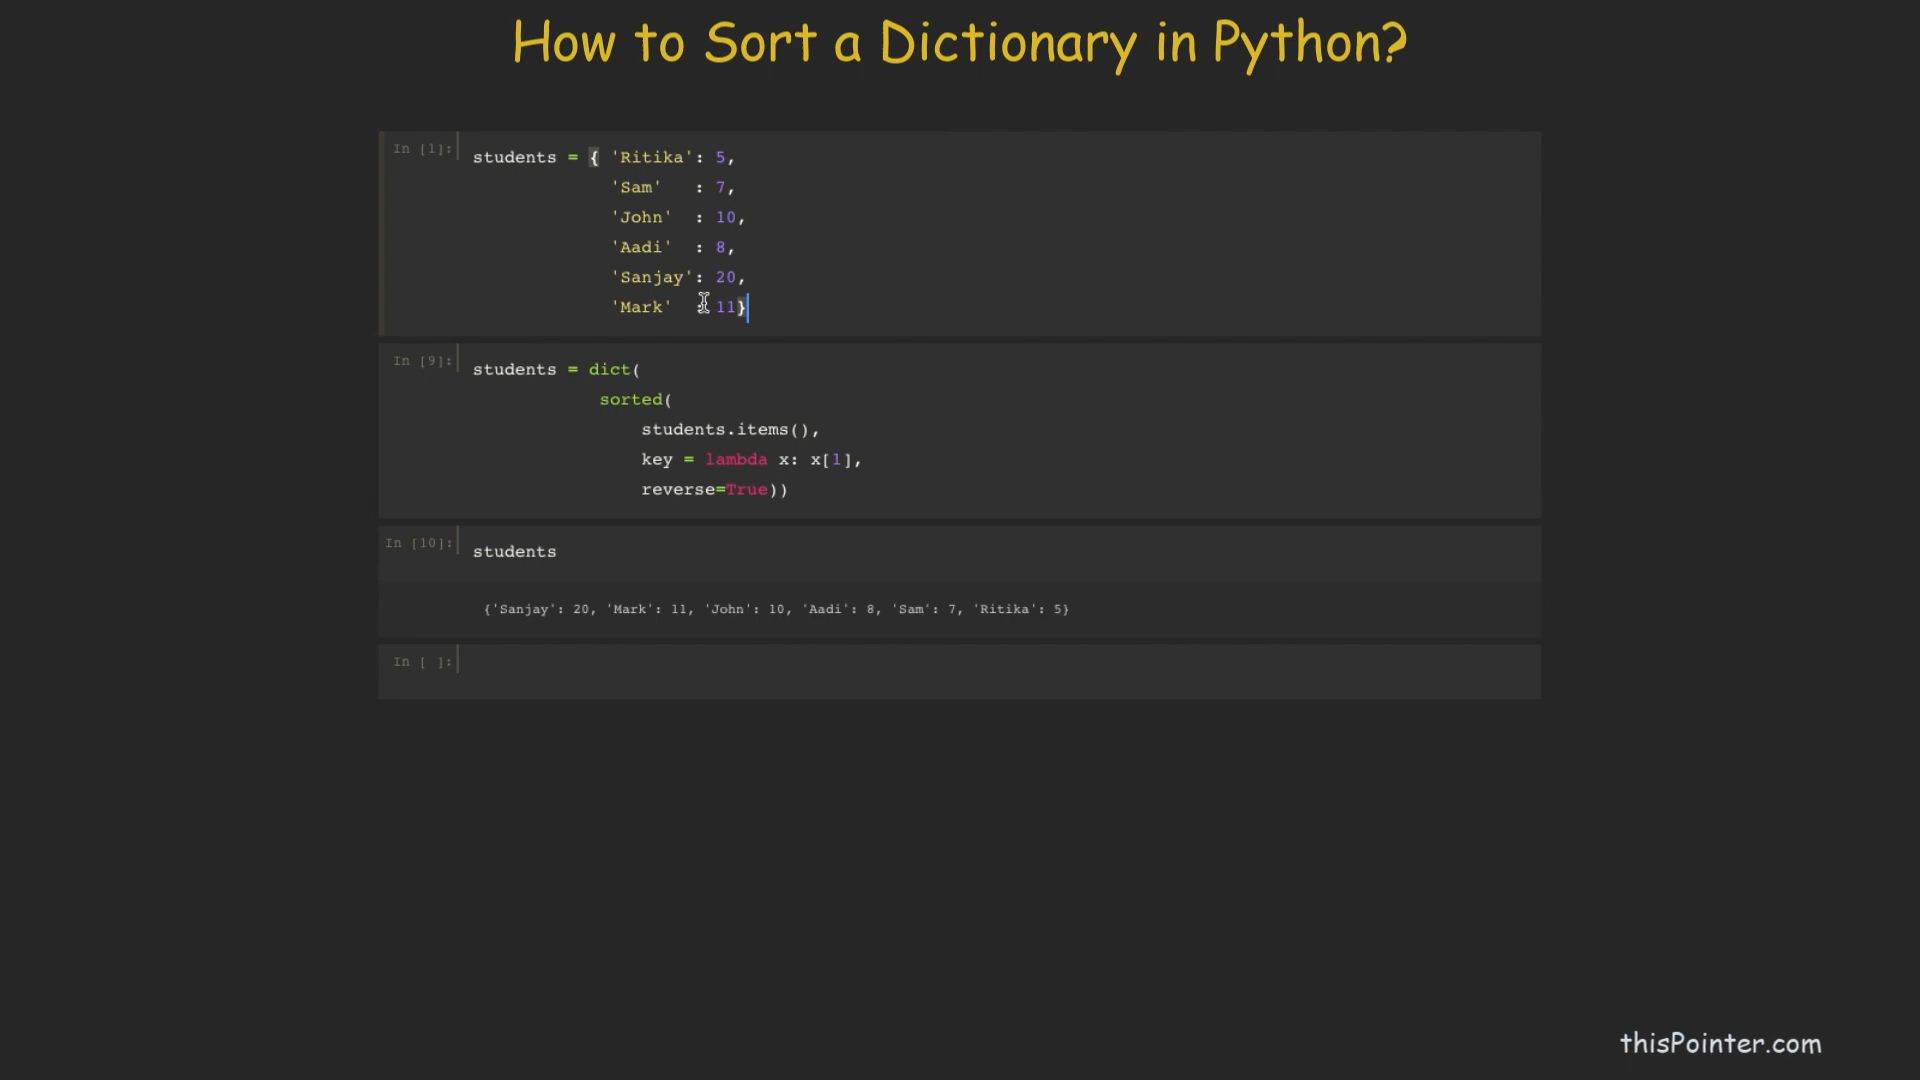 How to Sort a Dictionary in Python?
In [1]: students = { 'Ritika': 5,
'Sam'   : 7,
'John'  : 10,
'Aadi'  : 8,
'Sanjay': 20,
'Mark'  : 11}
In [9]: students = dict(
sorted(
students.items(),
key = lambda x: x[1],
reverse=True))
In [10]: students
{'Sanjay': 20, 'Mark': 11, 'John': 10, 'Aadi': 8, 'Sam': 7, 'Ritika': 5}
In [ ]:
thisPointer.com